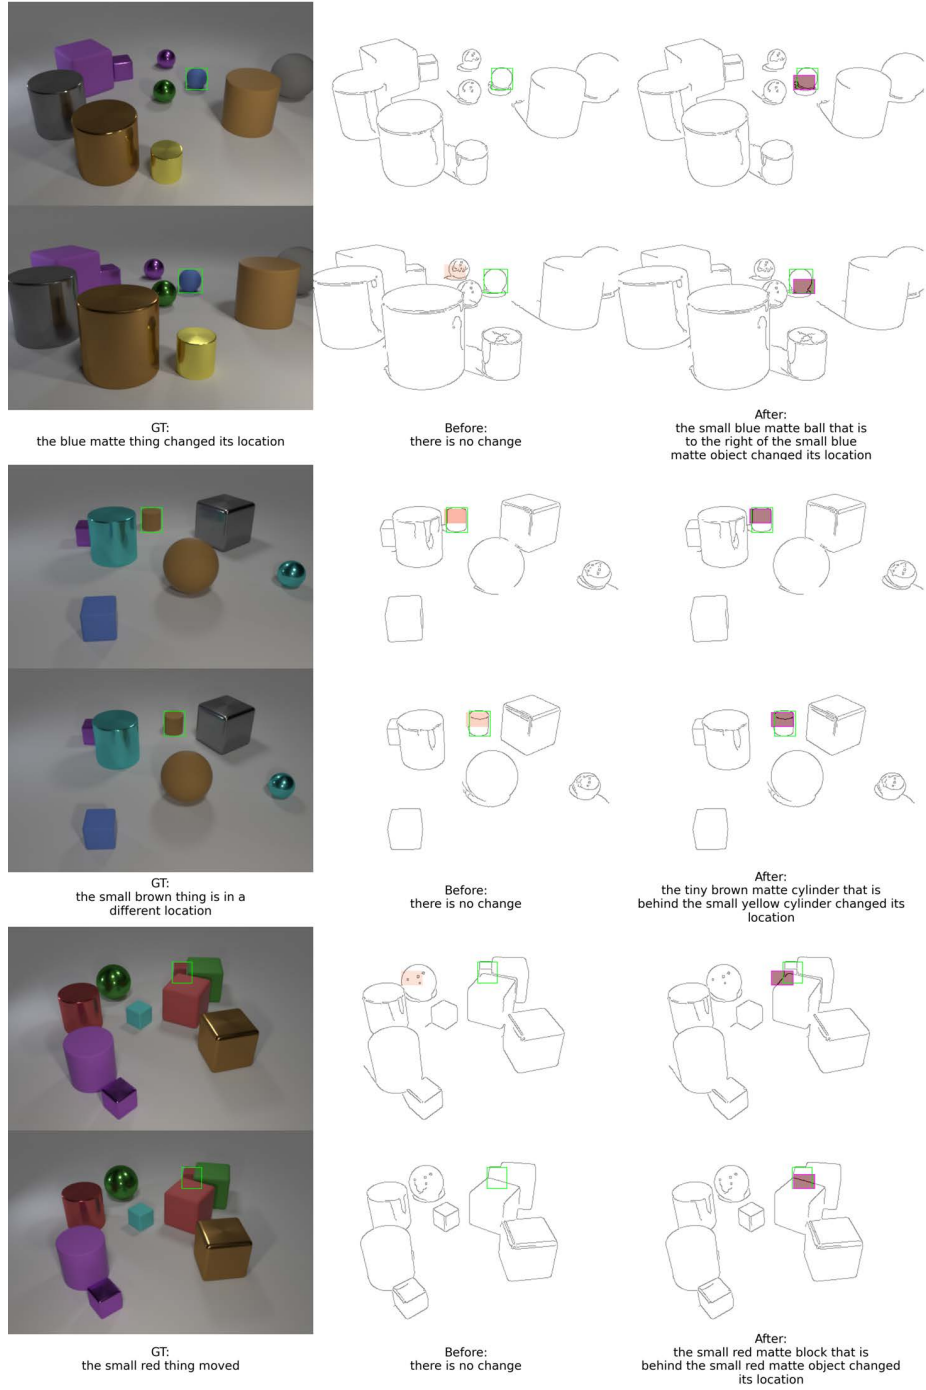 GT:
the blue matte thing changed its location
Before:
there is no change
After:
the small blue matte ball that is
to the right of the small blue
matte object changed its location
GT:
the small brown thing is in a
different location
Before:
there is no change
After:
the tiny brown matte cylinder that is
behind the small yellow cylinder changed its
location
GT:
the small red thing moved
Before:
there is no change
After:
the small red matte block that is
behind the small red matte object changed
its location